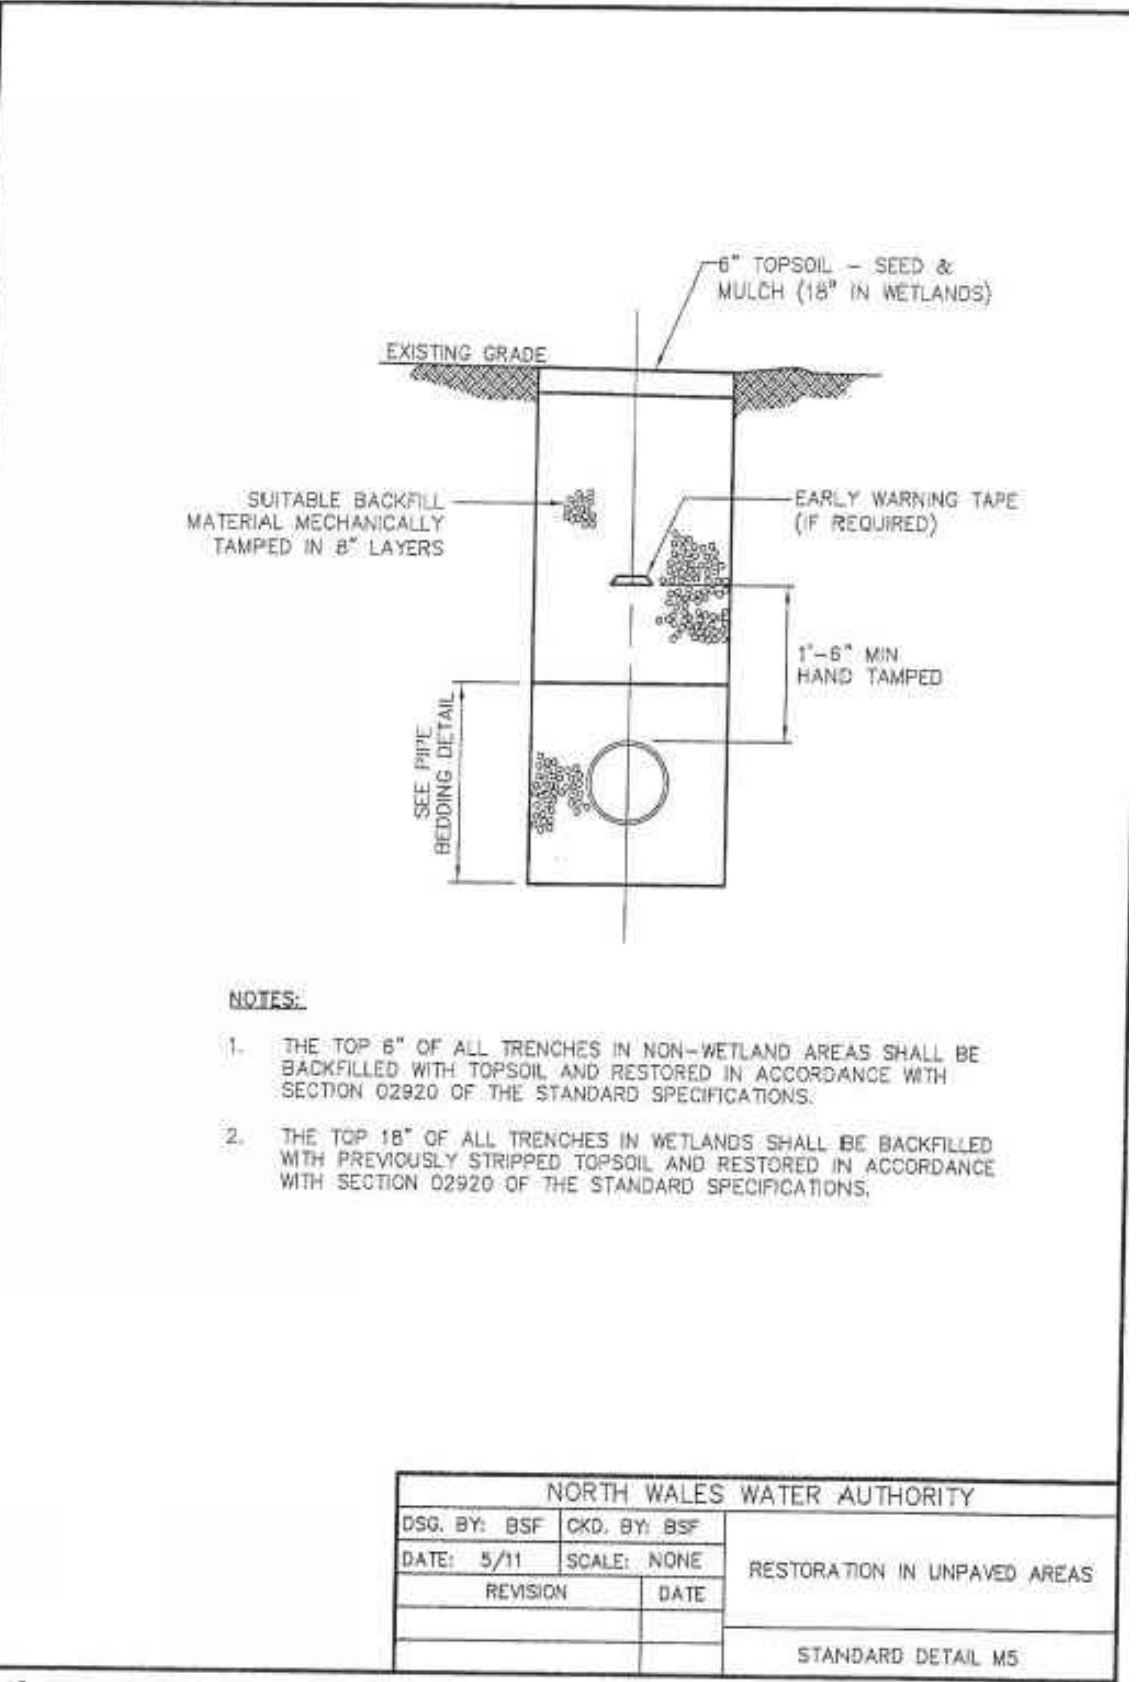 6" TOPSOIL - SEED &
MULCH (18" IN WETLANDS)
EXISTING GRADE
SUITABLE BACKFILL
MATERIAL MECHANICALLY
TAMPED IN 8" LAYERS
EARLY WARNING TAPE
(IF REQUIRED)
1'-6" MIN
HAND TAMPED
SEE PIPE
BEDDING DETAIL
NOTES:
1. THE TOP 6" OF ALL TRENCHES IN NON-WETLAND AREAS SHALL BE
BACKFILLED WITH TOPSOIL AND RESTORED IN ACCORDANCE WITH
SECTION 02920 OF THE STANDARD SPECIFICATIONS.
2. THE TOP 18" OF ALL TRENCHES IN WETLANDS SHALL BE BACKFILLED
WITH PREVIOUSLY STRIPPED TOPSOIL AND RESTORED IN ACCORDANCE
WITH SECTION 02920 OF THE STANDARD SPECIFICATIONS.
NORTH WALES WATER AUTHORITY
DSG. BY: BSF CKD. BY: BSF
DATE: 5/11 SCALE: NONE
REVISION DATE
RESTORATION IN UNPAVED AREAS
STANDARD DETAIL M5